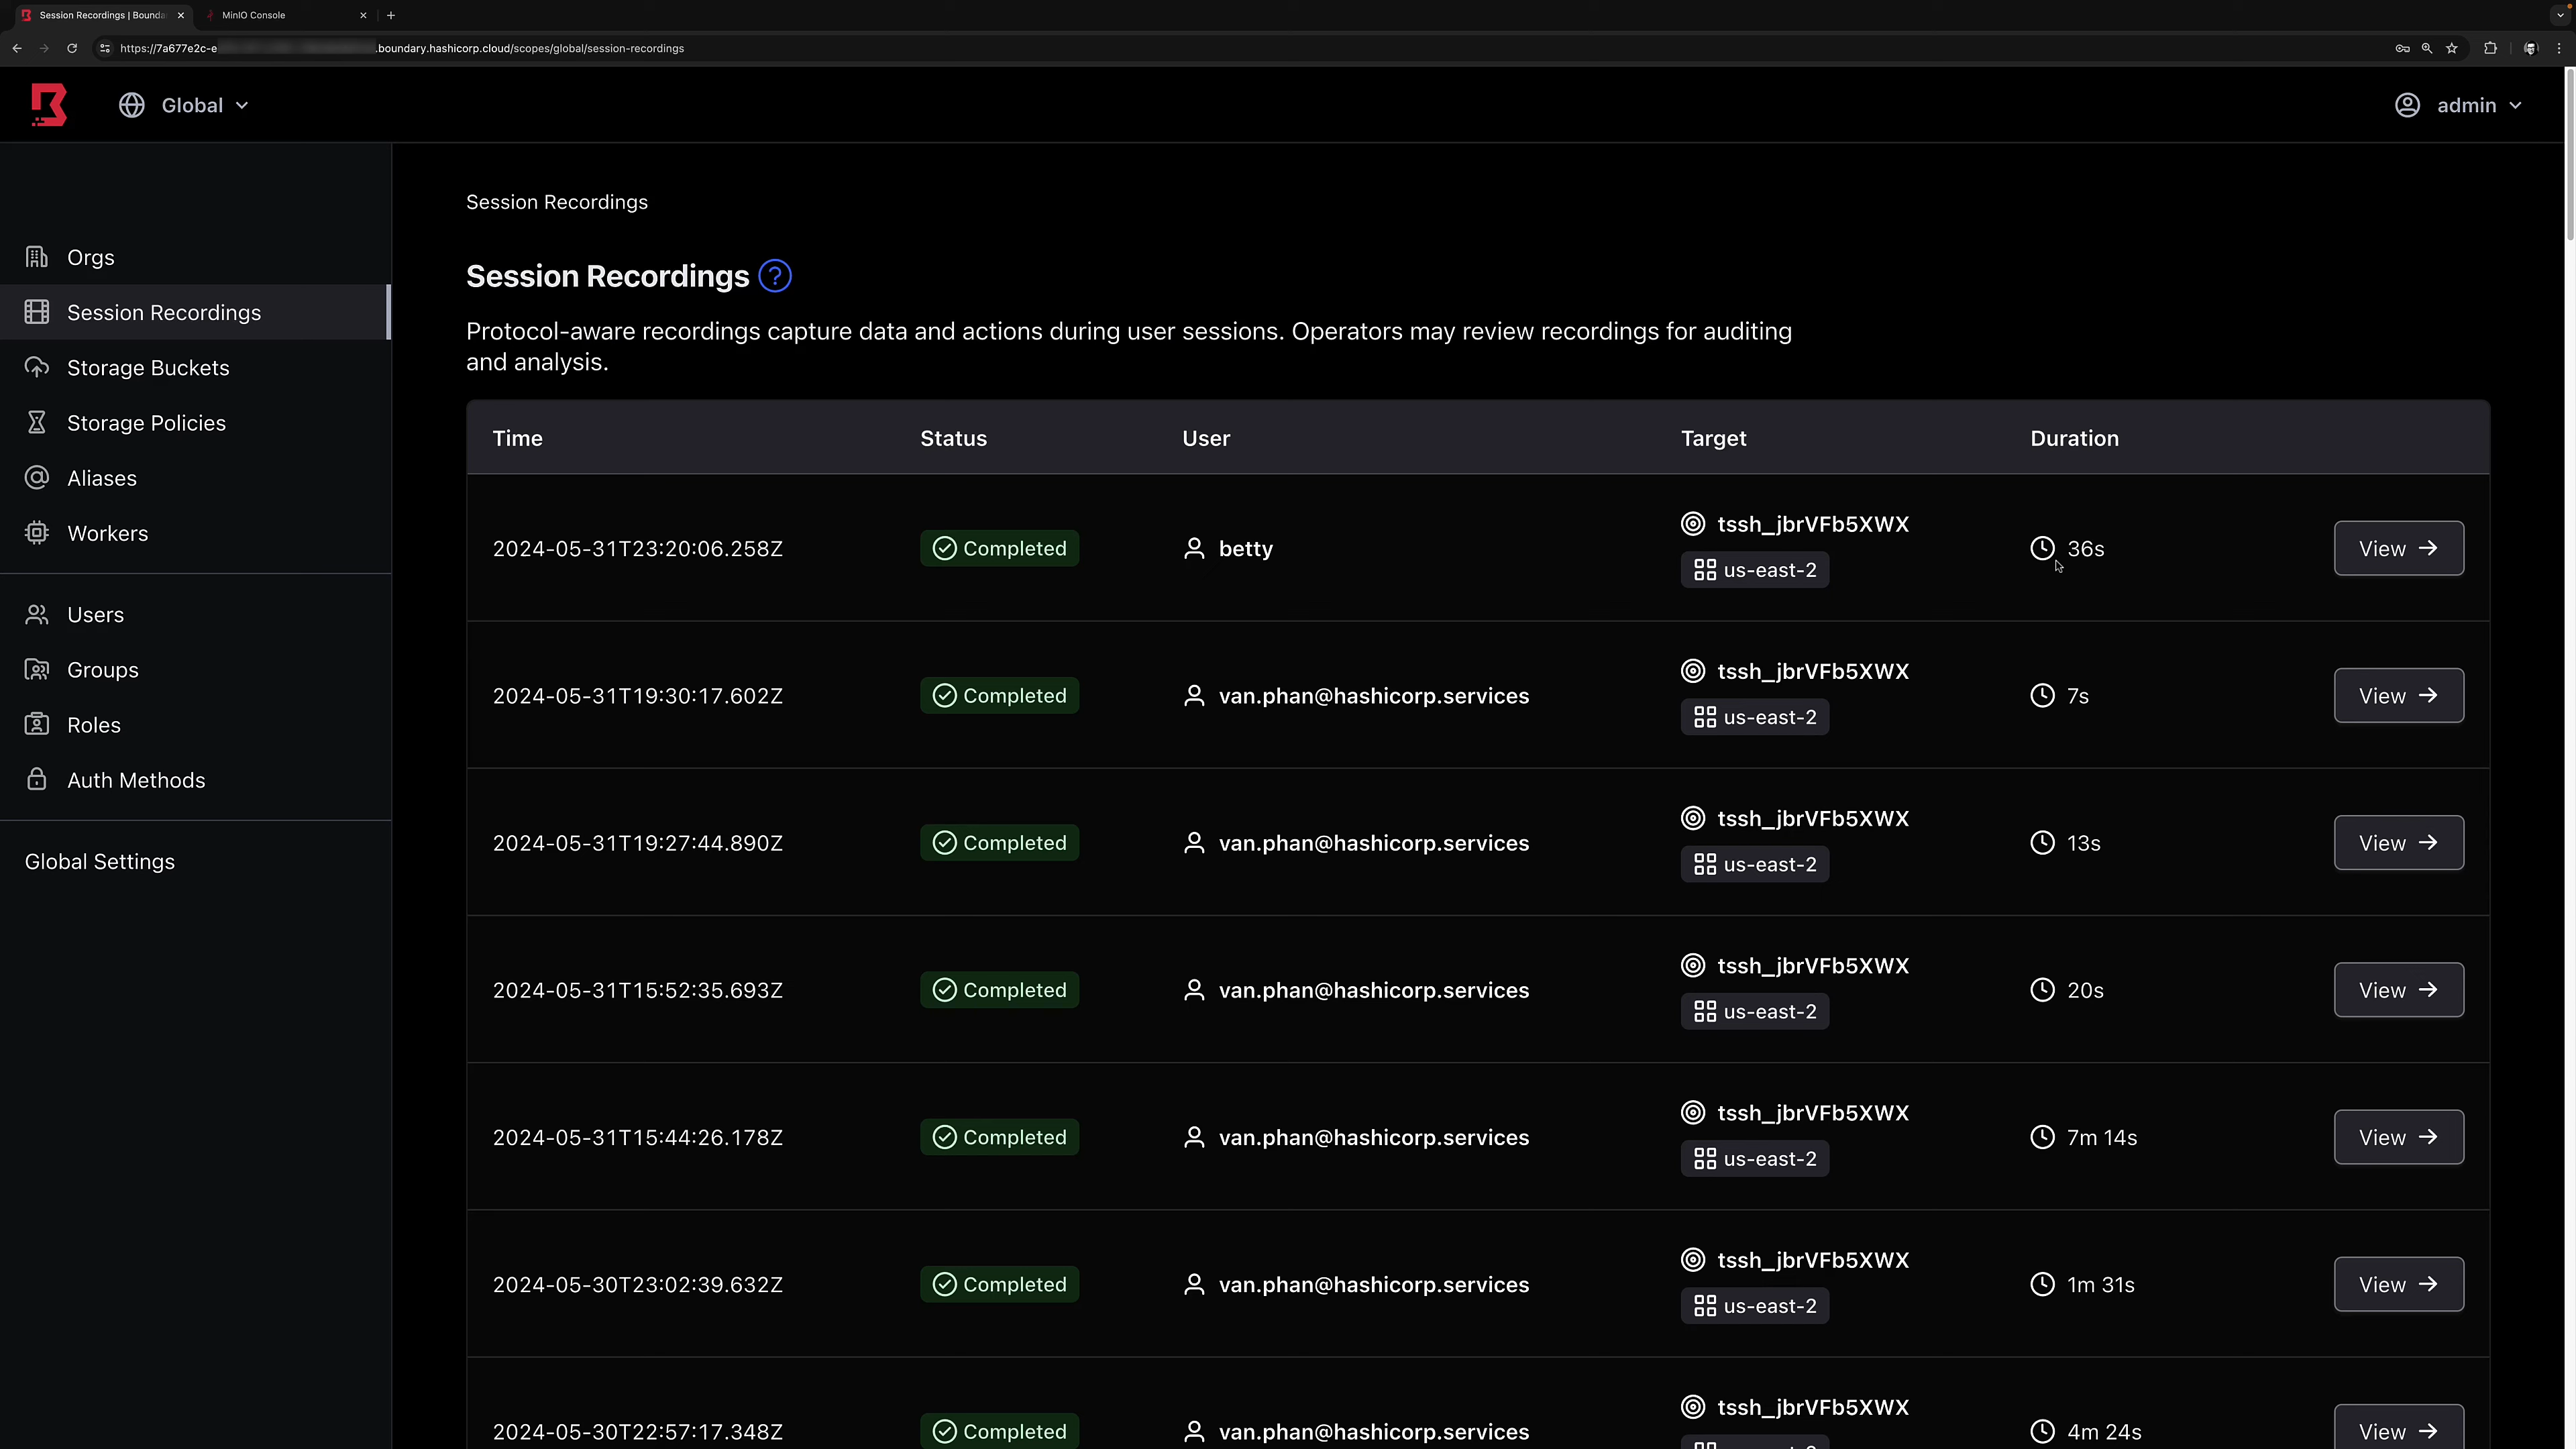 Session Recordings | Bounda
MinIO Console
https://7a677e2c-e .boundary.hashicorp.cloud/scopes/global/session-recordings
Global
admin
Orgs
Session Recordings
Storage Buckets
Storage Policies
Aliases
Workers
Users
Groups
Roles
Auth Methods
Global Settings
Session Recordings
Session Recordings ?
Protocol-aware recordings capture data and actions during user sessions. Operators may review recordings for auditing
and analysis.
Time Status User Target Duration
2024-05-31T23:20:06.258Z Completed betty tssh_jbrVFb5XWX 36s View
us-east-2
2024-05-31T19:30:17.602Z Completed van.phan@hashicorp.services tssh_jbrVFb5XWX 7s View
us-east-2
2024-05-31T19:27:44.890Z Completed van.phan@hashicorp.services tssh_jbrVFb5XWX 13s View
us-east-2
2024-05-31T15:52:35.693Z Completed van.phan@hashicorp.services tssh_jbrVFb5XWX 20s View
us-east-2
2024-05-31T15:44:26.178Z Completed van.phan@hashicorp.services tssh_jbrVFb5XWX 7m 14s View
us-east-2
2024-05-30T23:02:39.632Z Completed van.phan@hashicorp.services tssh_jbrVFb5XWX 1m 31s View
us-east-2
2024-05-30T22:57:17.348Z Completed van.phan@hashicorp.services tssh_jbrVFb5XWX 4m 24s View